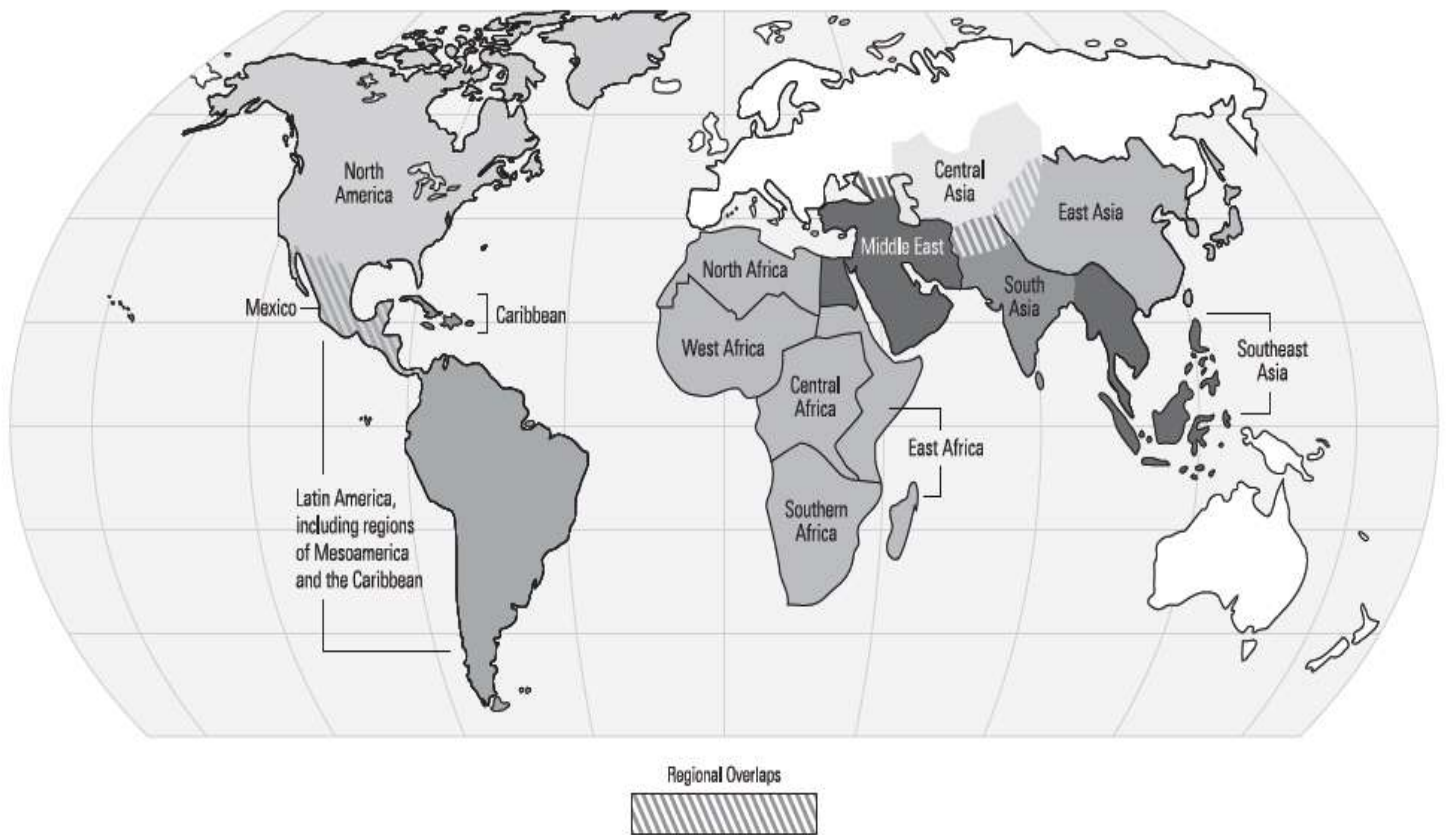 North
America
Central
Asia
East Asia
Middle East
North Africa
South
Asia
Mexico
Caribbean
West Africa
Southeast
Asia
Central
Africa
East Africa
Latin America,
including regions
of Mesoamerica
and the Caribbean
Southern
Africa
Regional Overlaps